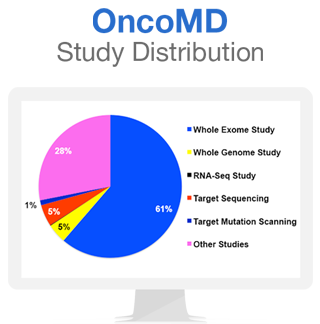 OncoMD
Study Distribution
28%
1%
5%
5%
61%
Whole Exome Study
Whole Genome Study
RNA-Seq Study
Target Sequencing
Target Mutation Scanning
Other Studies